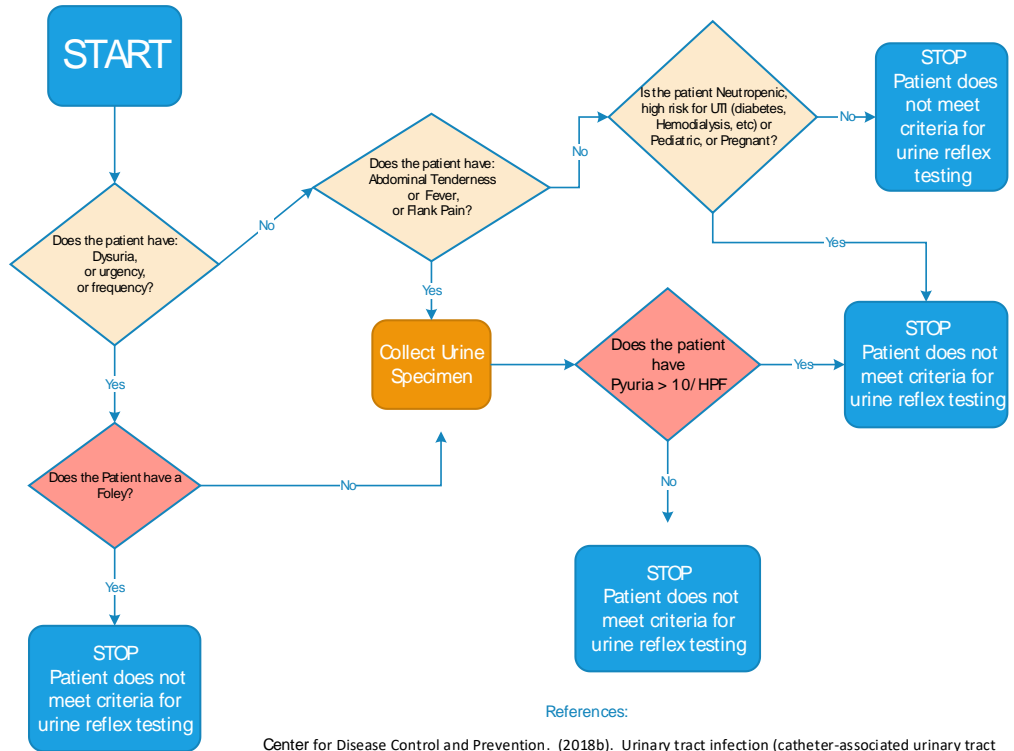 START
Does the patient have:
Dysuria,
or urgency,
or frequency?
No
Yes
Does the patient have:
Abdominal Tenderness
or Fever,
or Flank Pain?
No
Yes
Is the patient Neutropenic,
high risk for UTI (diabetes,
Hemodialysis, etc) or
Pediatric, or Pregnant?
No
Yes
STOP
Patient does
not meet
criteria for
urine reflex
testing
Collect Urine
Specimen
Does the patient
have
Pyuria > 10/HPF
Yes
No
STOP
Patient does not
meet criteria for
urine reflex testing
Does the Patient have a
Foley?
No
Yes
STOP
Patient does not
meet criteria for
urine reflex testing
STOP
Patient does not
meet criteria for
urine reflex testing
References:
Center for Disease Control and Prevention. (2018b). Urinary tract infection (catheter-associated urinary tract